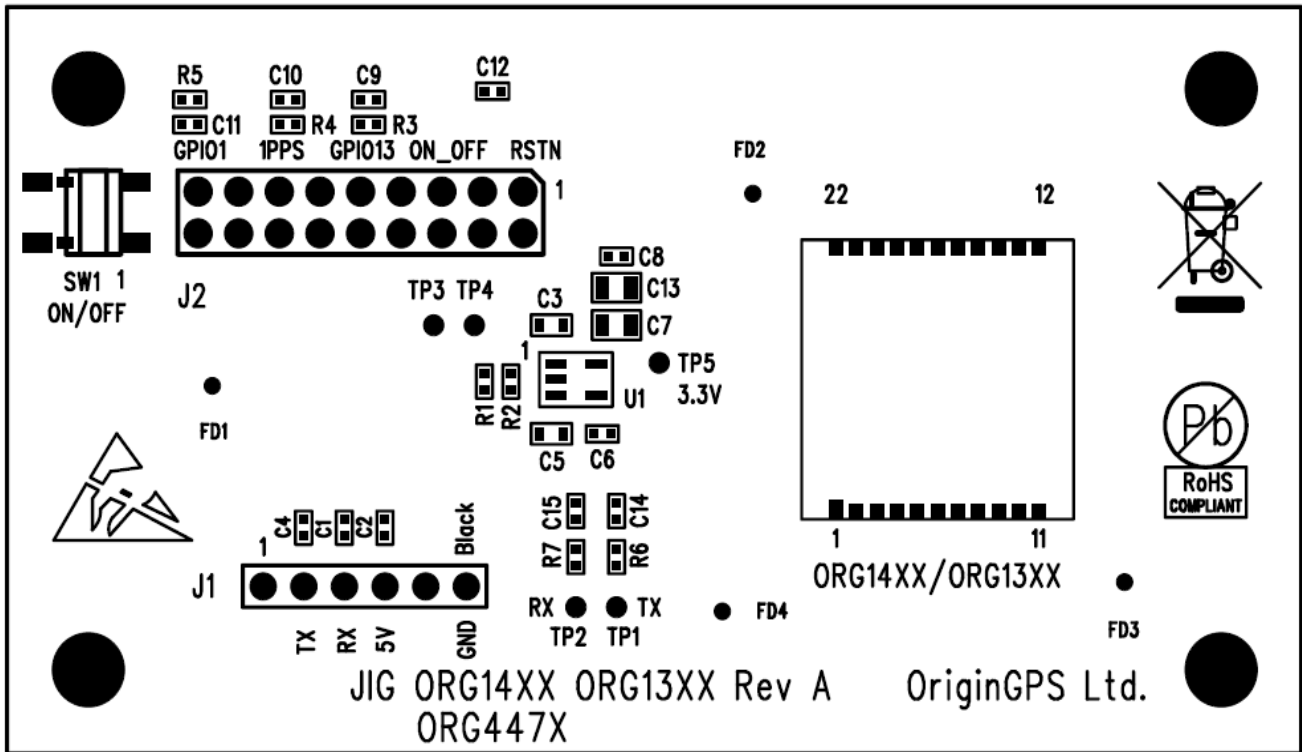 R5 C10 C9 C12
C11 R4 R3
GPIO1 1PPS GPIO13 ON_OFF RSTN
1
FD2
22 12
SW1 1
ON/OFF
J2
TP3 TP4
C8
C13
C3
C7
1
TP5
3.3V
U1
R1 R2
C5 C6
FD1
Pb
RoHS
COMPLIANT
1 11
ORG14XX/ORG13XX
C15 C14
R7 R6
C4 C1 C2
1
Black
J1
TX RX 5V GND
RX TX
TP2 TP1
FD4
FD3
JIG ORG14XX ORG13XX Rev A OriginGPS Ltd.
ORG447X